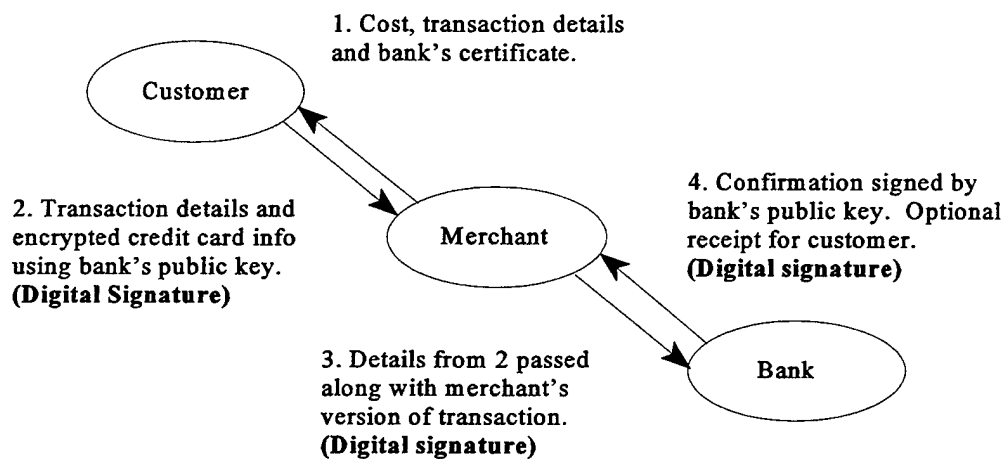 1. Cost, transaction details
and bank's certificate.
Customer
2. Transaction details and
encrypted credit card info
using bank's public key.
(Digital Signature)
Merchant
4. Confirmation signed by
bank's public key. Optional
receipt for customer.
(Digital signature)
3. Details from 2 passed
along with merchant's
version of transaction.
(Digital signature)
Bank